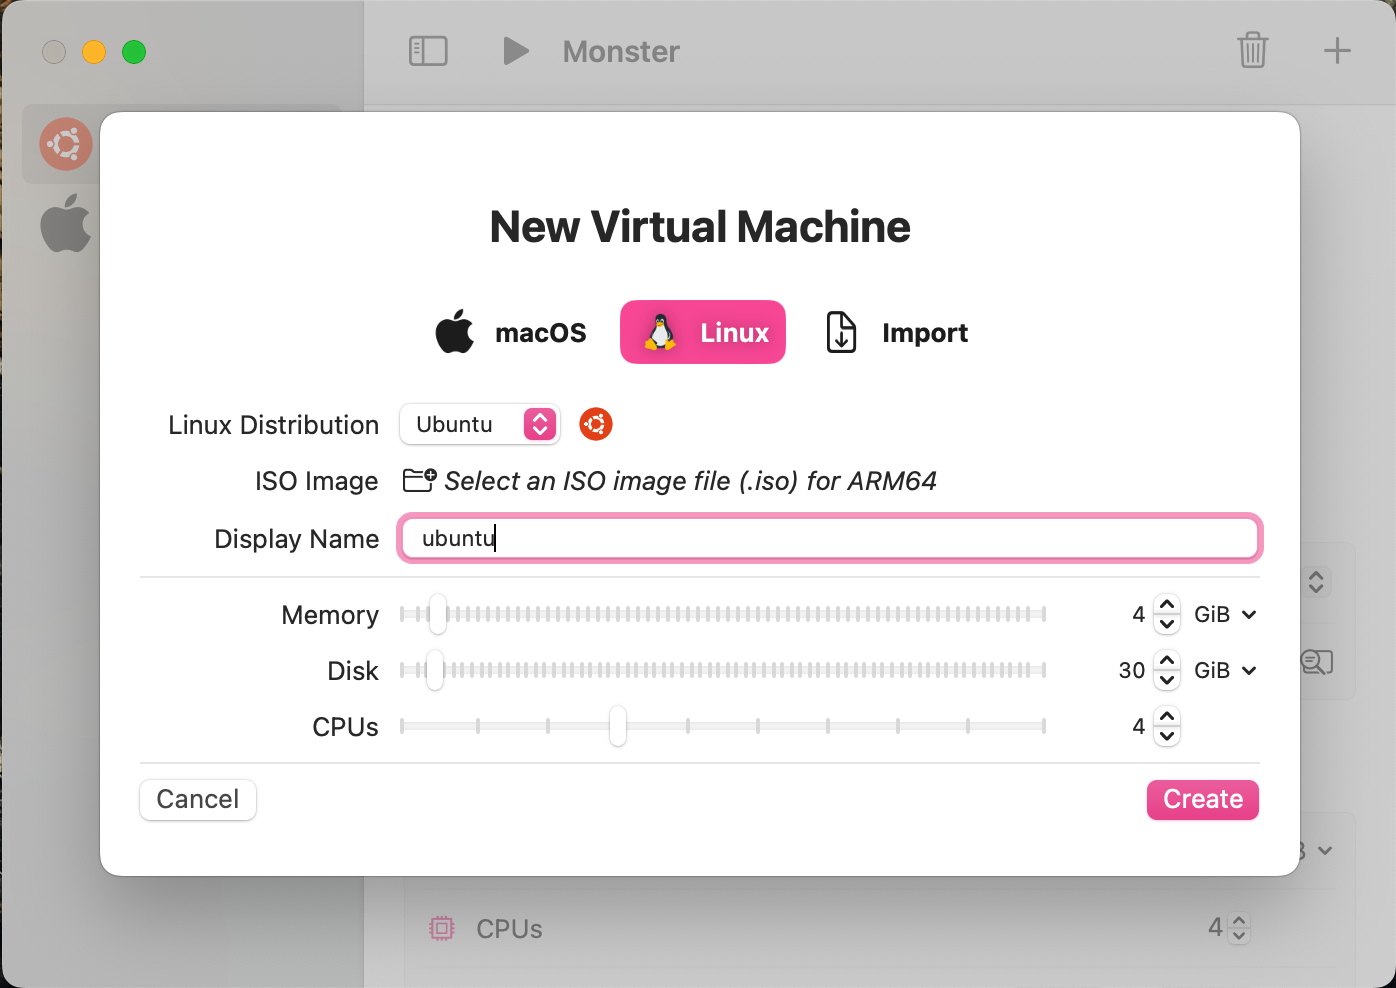 Monster
New Virtual Machine
macOS
Linux
Import
Linux Distribution Ubuntu
ISO Image Select an ISO image file (.iso) for ARM64
Display Name ubuntu
Memory 4 GiB
Disk 30 GiB
CPUs 4
Cancel Create
CPUs 4